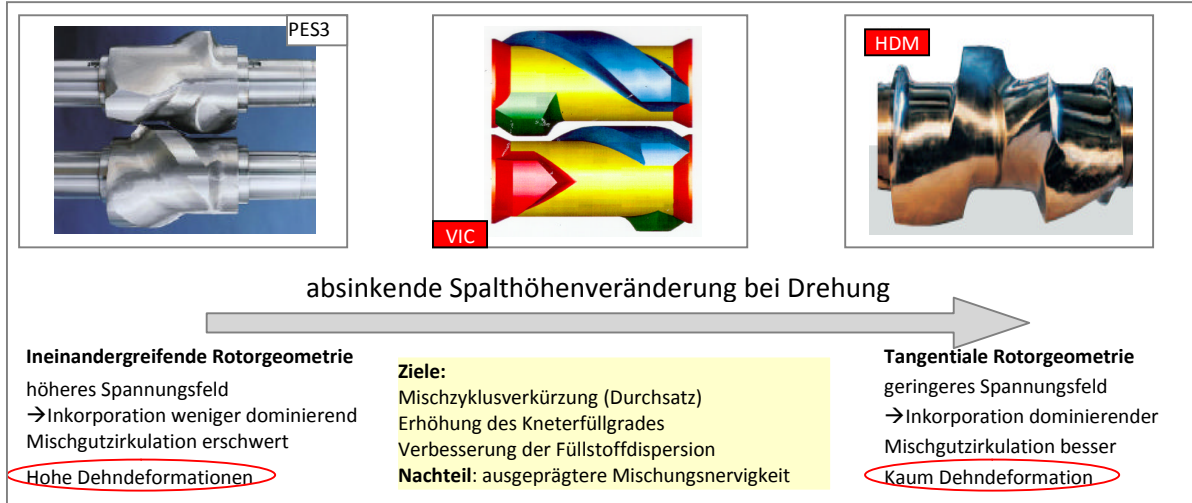 PES3
VIC
HDM
absinkende Spalthöhenveränderung bei Drehung
Ineinandergreifende Rotorgeometrie
höheres Spannungsfeld
→Inkorporation weniger dominierend
Mischgutzirkulation erschwert
Hohe Dehndeformationen
Ziele:
Mischzyklusverkürzung (Durchsatz)
Erhöhung des Kneterfüllgrades
Verbesserung der Füllstoffdispersion
Nachteil: ausgeprägtere Mischungsnervigkeit
Tangentiale Rotorgeometrie
geringeres Spannungsfeld
→Inkorporation dominierender
Mischgutzirkulation besser
Kaum Dehndeformation